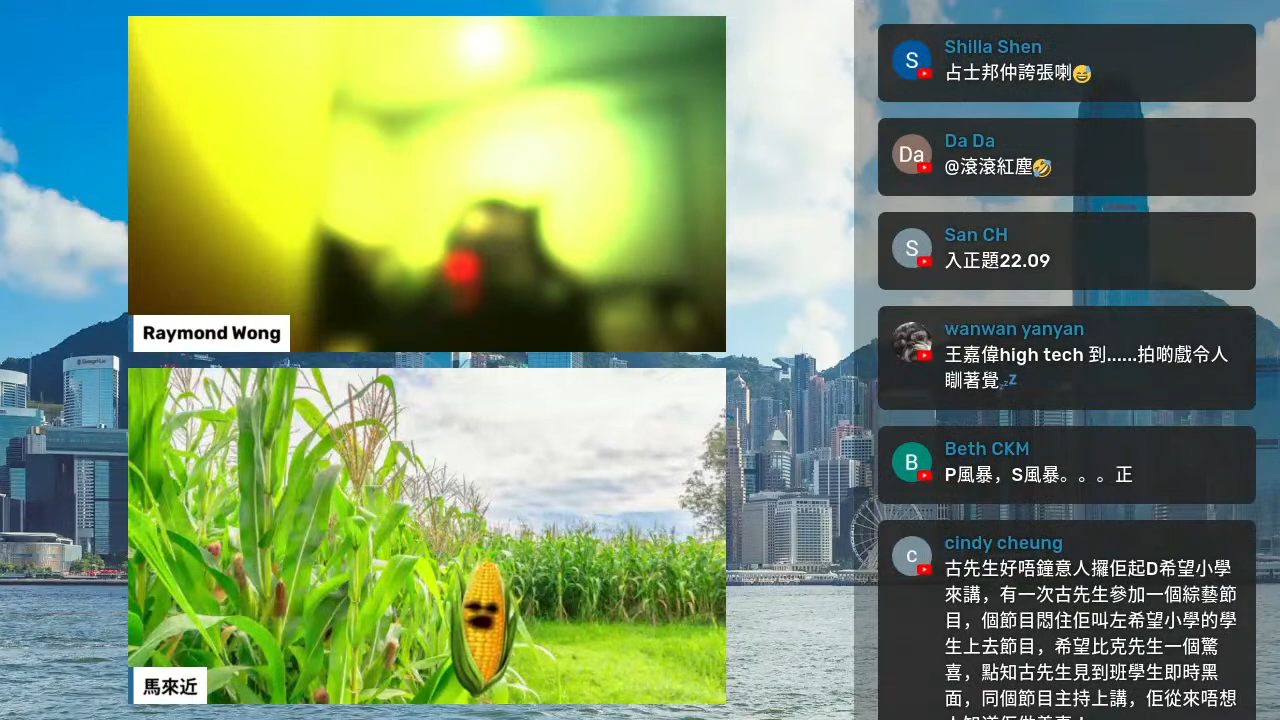 Raymond Wong
馬來近
Shilla Shen
占士邦仲誇張喇😅
Da Da
@滾滾紅塵🤣
San CH
入正題22.09
wanwan yanyan
王嘉偉high tech 到......拍啲戲令人
瞓著覺💤
Beth CKM
P風暴，S風暴。。。正
cindy cheung
古先生好唔鐘意人攞佢起D希望小學
來講，有一次古先生參加一個綜藝節
目，個節目悶住佢叫左希望小學的學
生上去節目，希望比克先生一個驚
喜，點知古先生見到班學生即時黑
面，同個節目主持上講，佢從來唔想